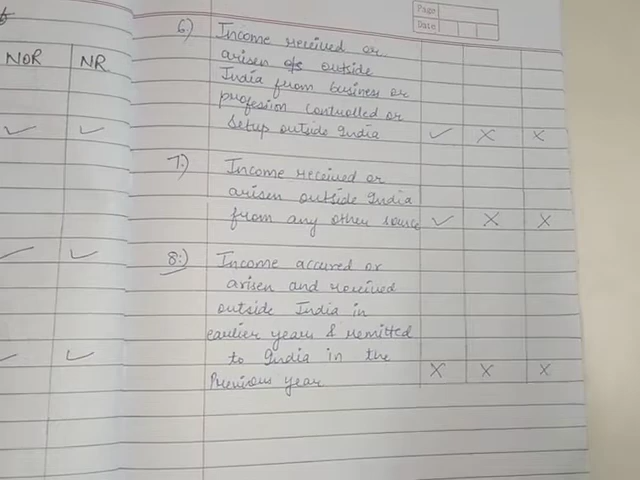 NOR NR
✓ ✓
✓ ✓
✓ ✓
Page
Date
6) Income received or
arisen o/s outside
India from business or
profession controlled or
setup outside India ✓ ✗ ✗
7.) Income received or
arisen outside India
from any other source ✓ ✗ ✗
8.) Income accured or
arisen and received
outside India in
earlier years & remitted
to India in the
Previous year ✗ ✗ ✗